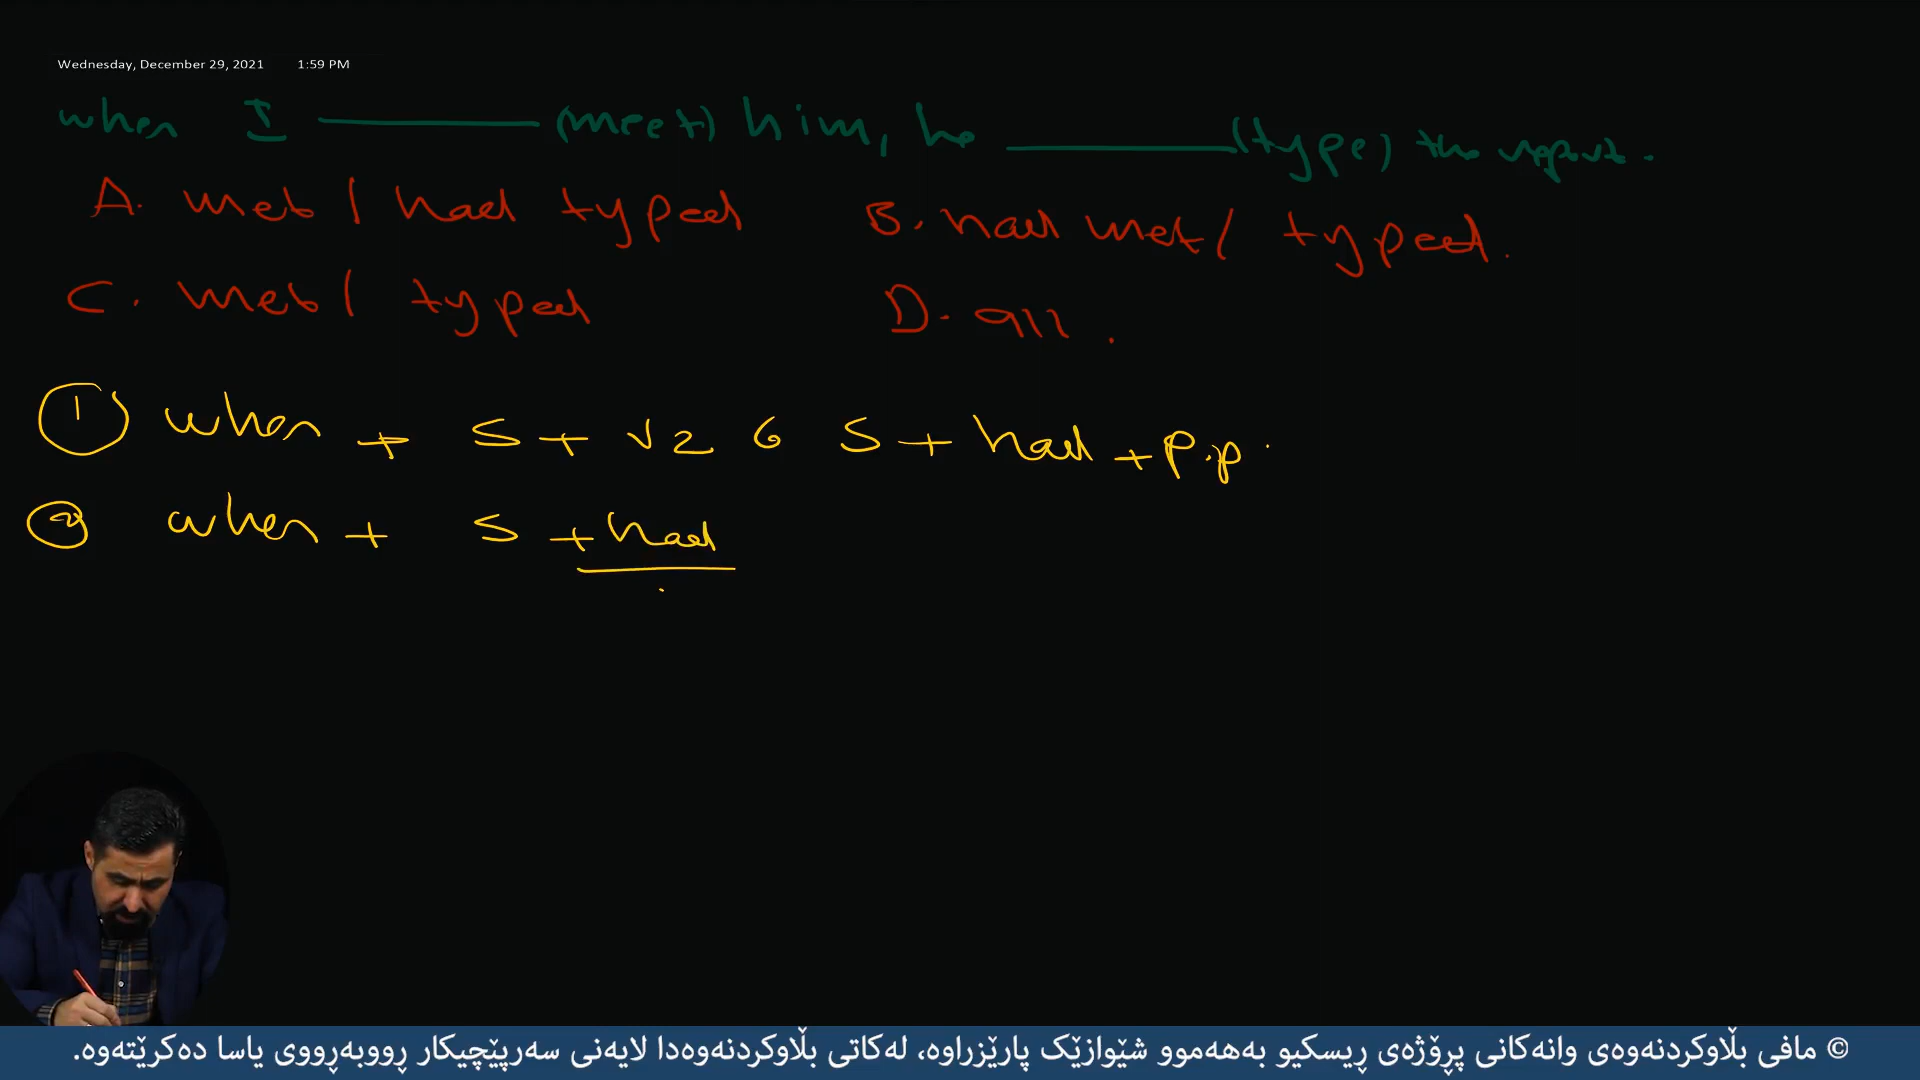 Wednesday, December 29, 2021 1:59 PM
when I ______ (meet) him, he ______ (type) the report.
A. met / had typed B. had met / typed.
C. met / typed D. all.
① when + S + V2 , S + had + p.p.
② when + S + had
© مافی بڵاوکردنەوەی وانەکانی پڕۆژەی ڕیسکیو بەهەموو شێوازێک پارێزراوە، لەکاتی بڵاوکردنەوەدا لایەنی سەرپێچیکار ڕووبەڕووی یاسا دەکرێتەوە.